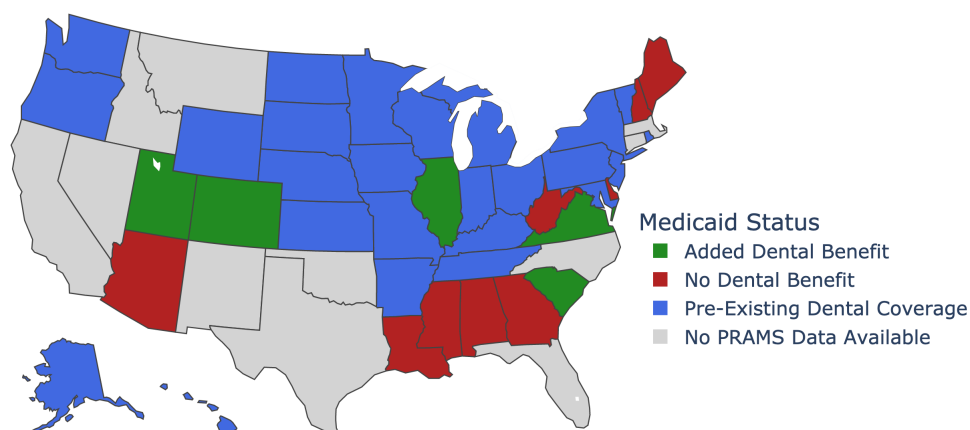 Medicaid Status
Added Dental Benefit
No Dental Benefit
Pre-Existing Dental Coverage
No PRAMS Data Available